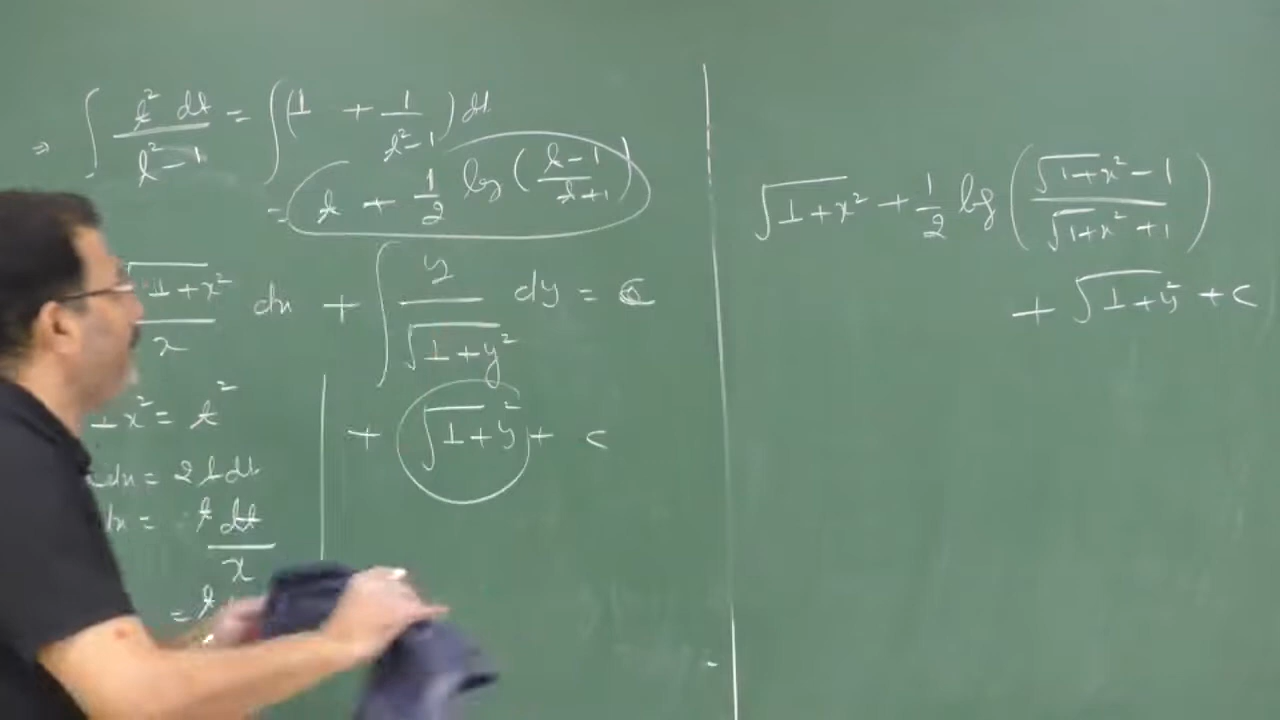 ⇒ ∫ t² dt / (t² − 1) = ∫ (1 + 1/(t² − 1)) dt
= t + 1/2 log ((t − 1)/(t + 1))
√(1+x²) / x dx + ∫ y / √(1+y²) dy = c
+x² = t²
dx = 2t dt
dx = t dt / x
= t
+ √(1+y²) + c
√(1+x²) + 1/2 log ((√(1+x²) − 1)/(√(1+x²) + 1))
+ √(1+y²) + c